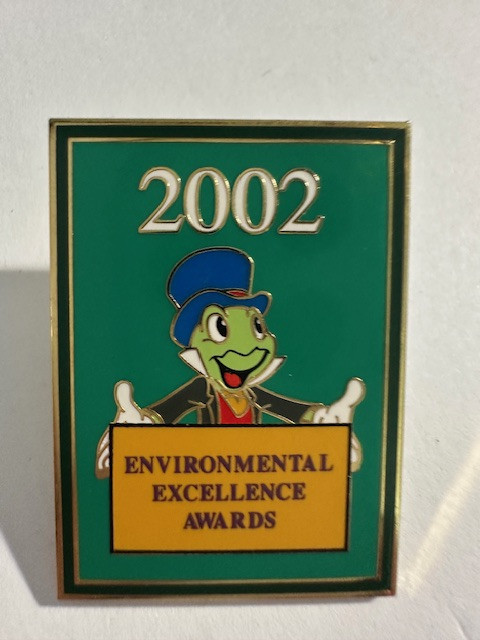 2002
ENVIRONMENTAL
EXCELLENCE
AWARDS